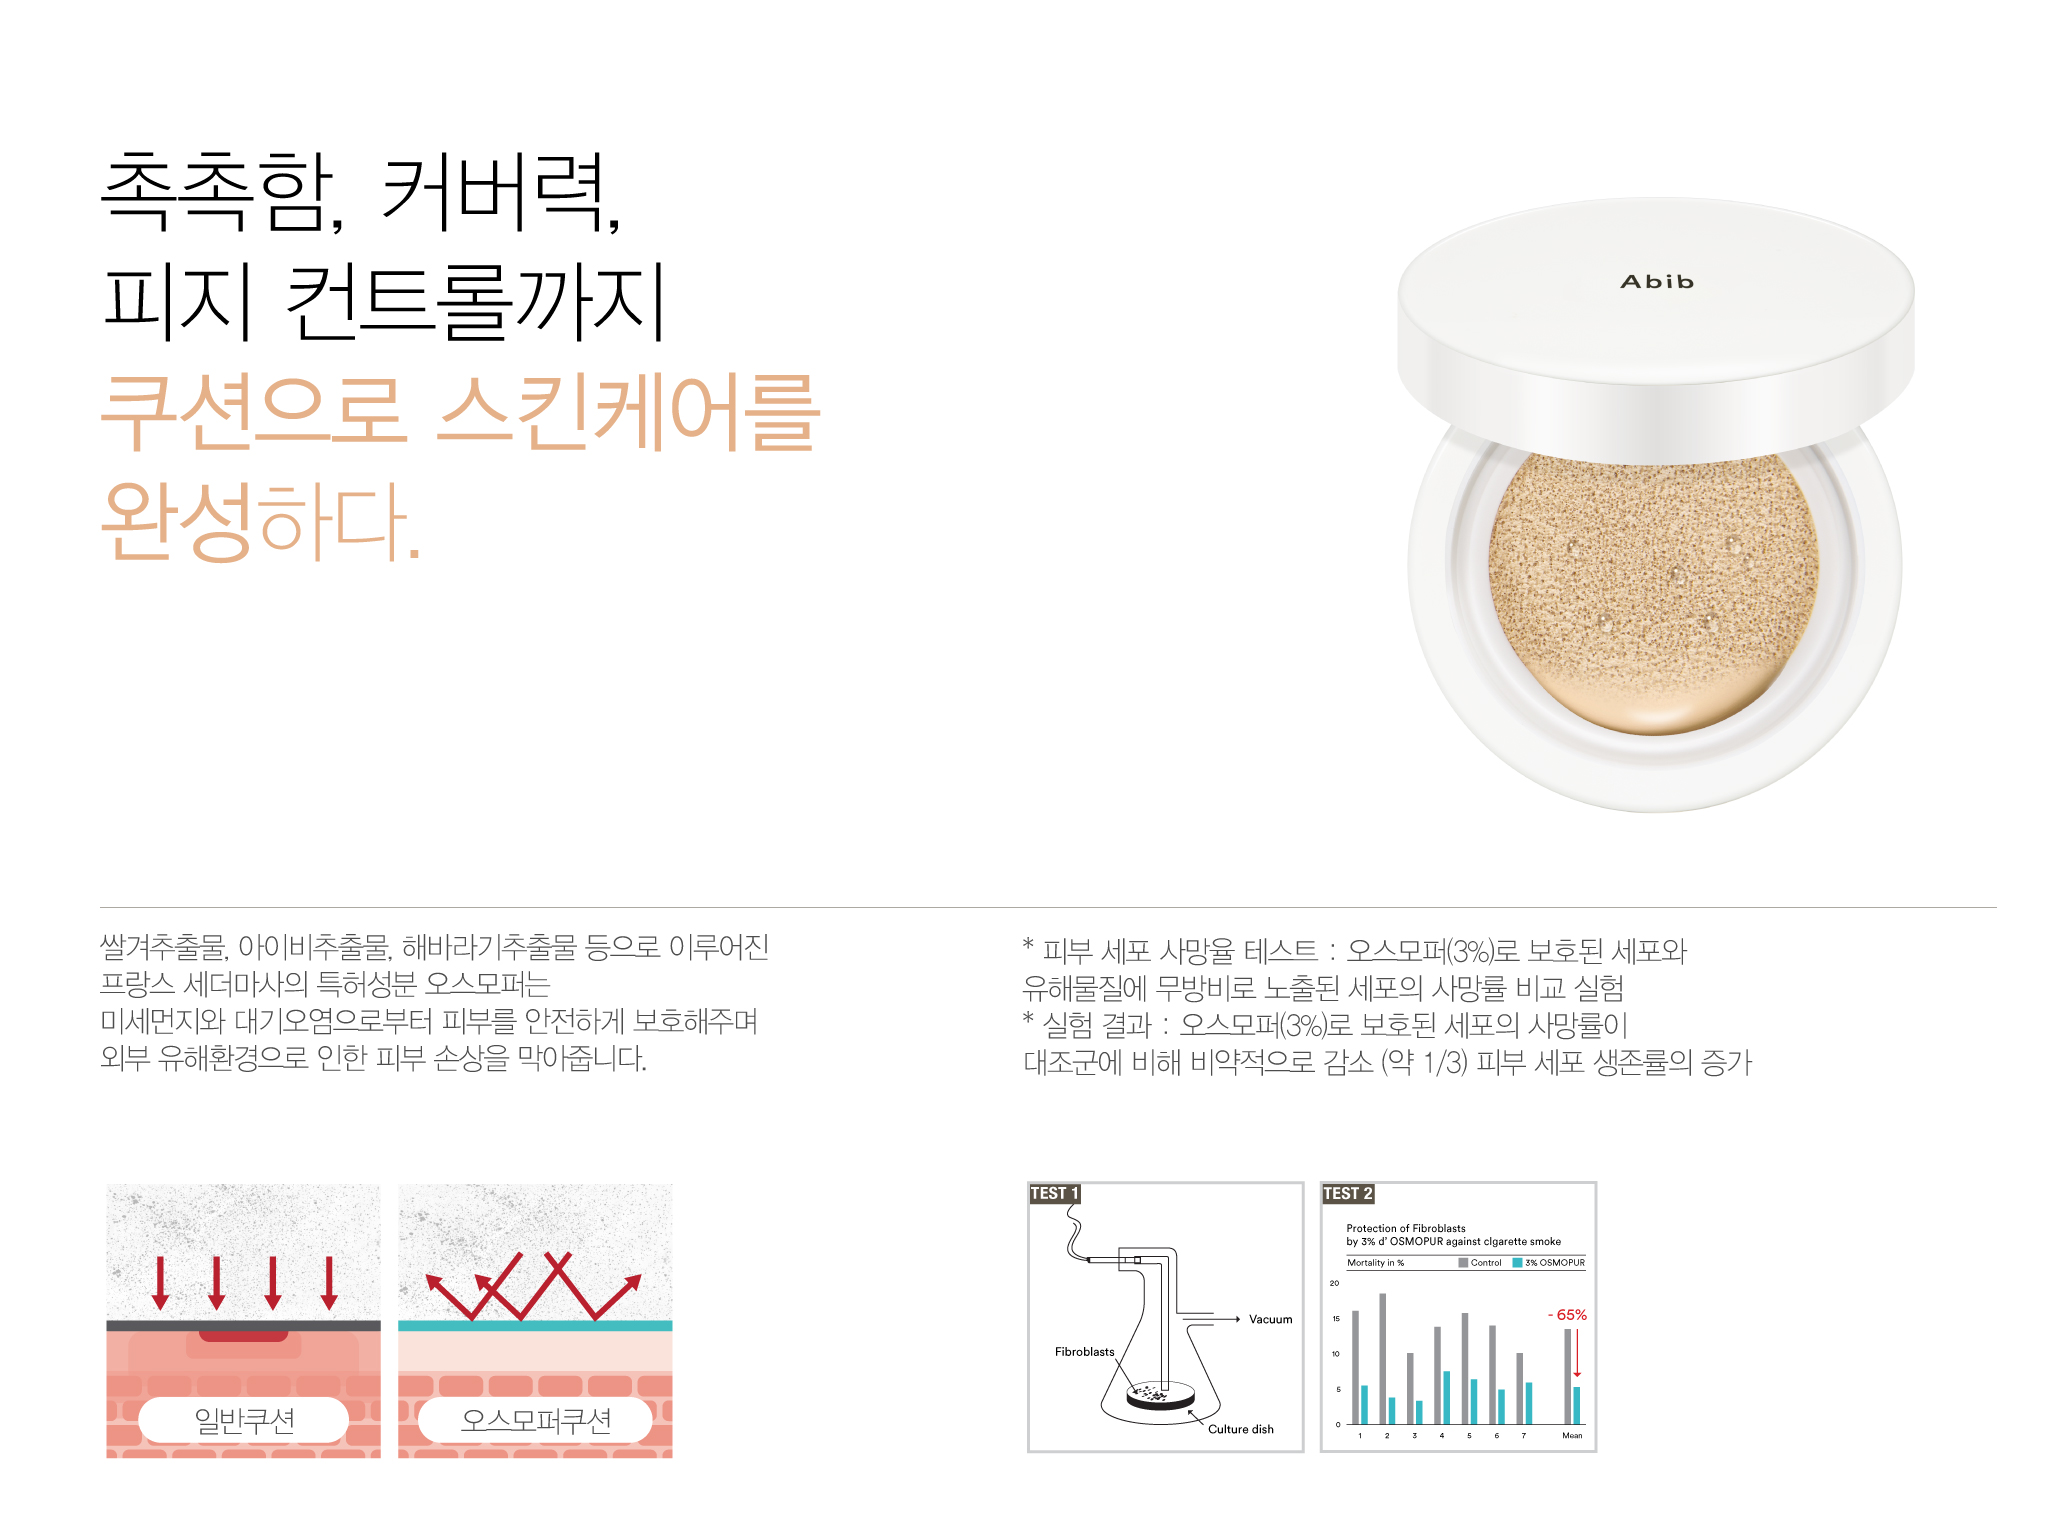 촉촉함, 커버력,
피지 컨트롤까지
쿠션으로 스킨케어를
완성하다.
Abib
쌀겨추출물, 아이비추출물, 해바라기추출물 등으로 이루어진
프랑스 세더마사의 특허성분 오스모퍼는
미세먼지와 대기오염으로부터 피부를 안전하게 보호해주며
외부 유해환경으로 인한 피부 손상을 막아줍니다.
* 피부 세포 사망율 테스트 : 오스모퍼(3%)로 보호된 세포와
유해물질에 무방비로 노출된 세포의 사망률 비교 실험
* 실험 결과 : 오스모퍼(3%)로 보호된 세포의 사망률이
대조군에 비해 비약적으로 감소 (약 1/3) 피부 세포 생존률의 증가
일반쿠션
오스모퍼쿠션
TEST 1
Vacuum
Fibroblasts
Culture dish
TEST 2
Protection of Fibroblasts
by 3% d' OSMOPUR against clgarette smoke
Mortality in % Control 3% OSMOPUR
20
15
10
5
0
- 65%
1 2 3 4 5 6 7 Mean